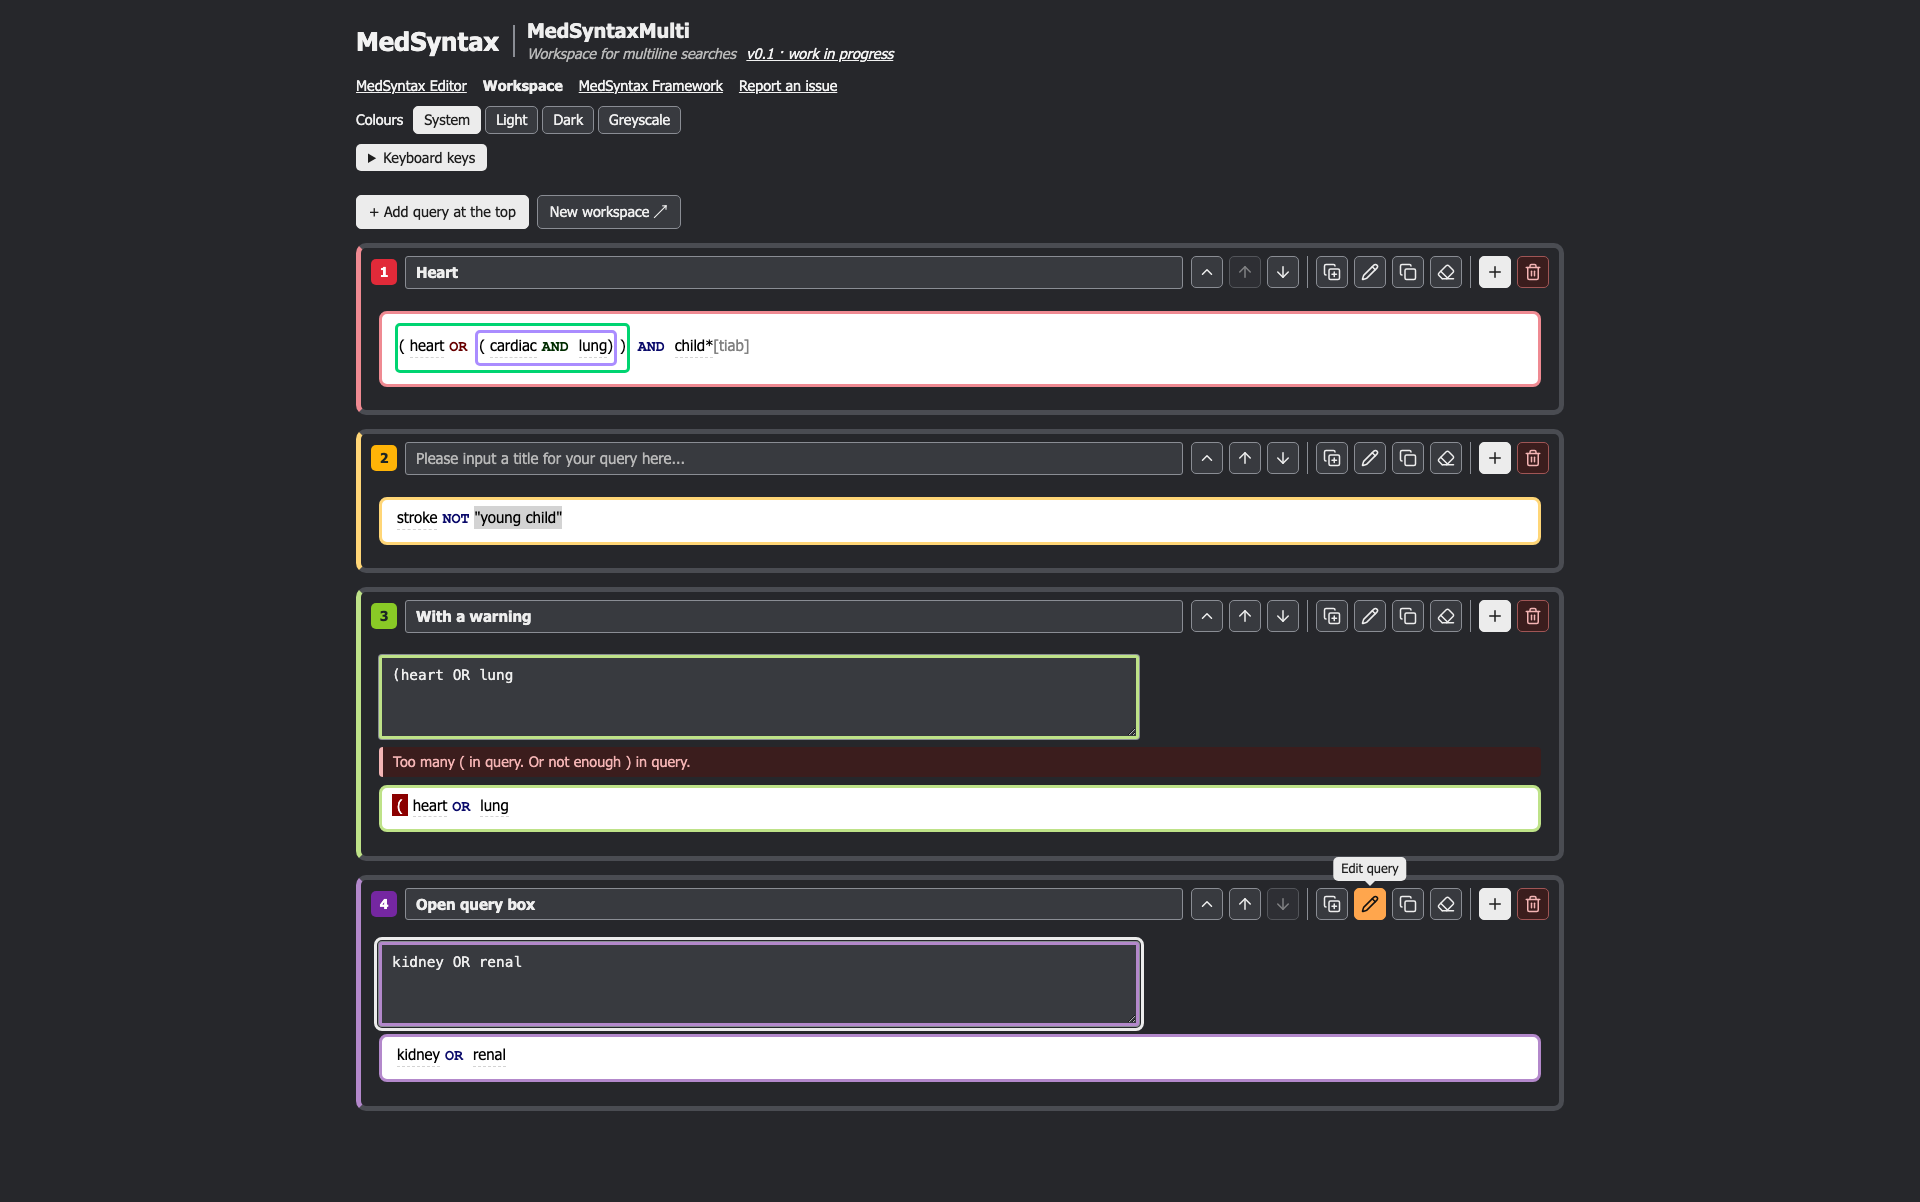 MedSyntax
MedSyntaxMulti
Workspace for multiline searches v0.1 · work in progress
MedSyntax Editor Workspace MedSyntax Framework Report an issue
Colours System Light Dark Greyscale
▶ Keyboard keys
+ Add query at the top New workspace ↗
1 Heart
( heart OR ( cardiac AND lung) ) AND child*[tiab]
2 Please input a title for your query here...
stroke NOT "young child"
3 With a warning
(heart OR lung
Too many ( in query. Or not enough ) in query.
( heart OR lung
Edit query
4 Open query box
kidney OR renal
kidney OR renal